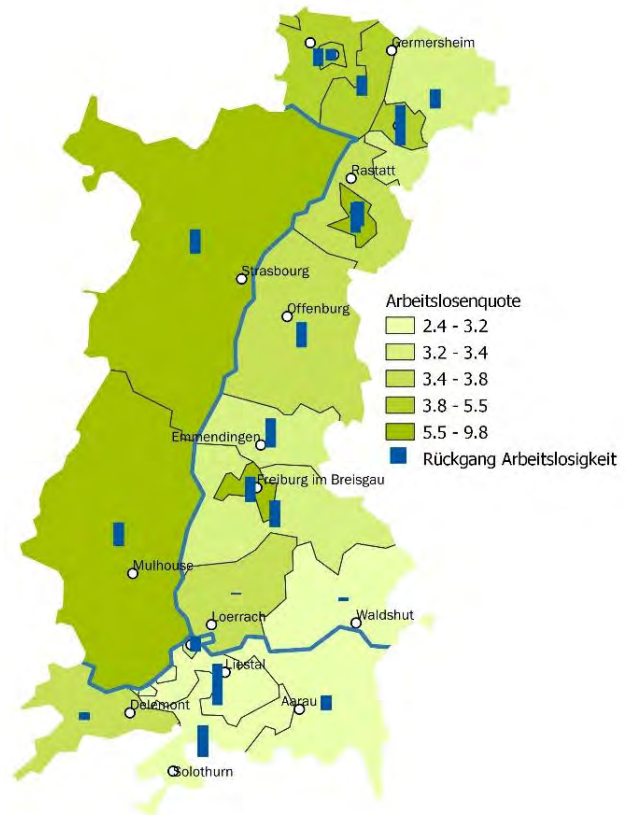 Germersheim
Rastatt
Strasbourg
Offenburg
Arbeitslosenquote
2.4 - 3.2
3.2 - 3.4
3.4 - 3.8
3.8 - 5.5
5.5 - 9.8
Rückgang Arbeitslosigkeit
Emmendingen
Freiburg im Breisgau
Mulhouse
Loerrach
Waldshut
Liestal
Delemont
Aarau
Solothurn